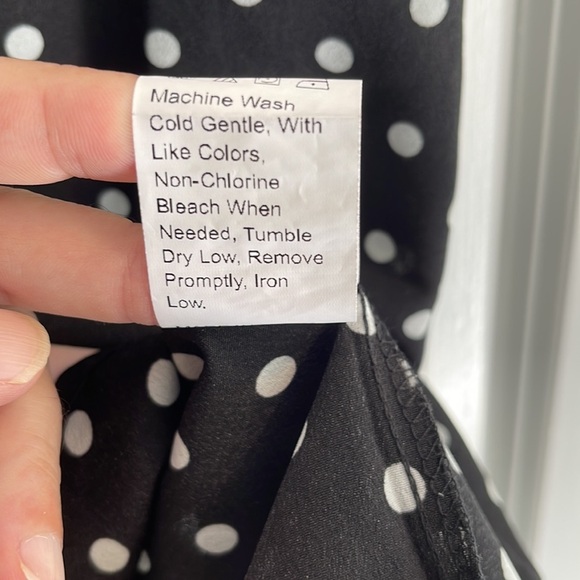 Machine Wash
Cold Gentle, With
Like Colors,
Non-Chlorine
Bleach When
Needed, Tumble
Dry Low, Remove
Promptly, Iron
Low.